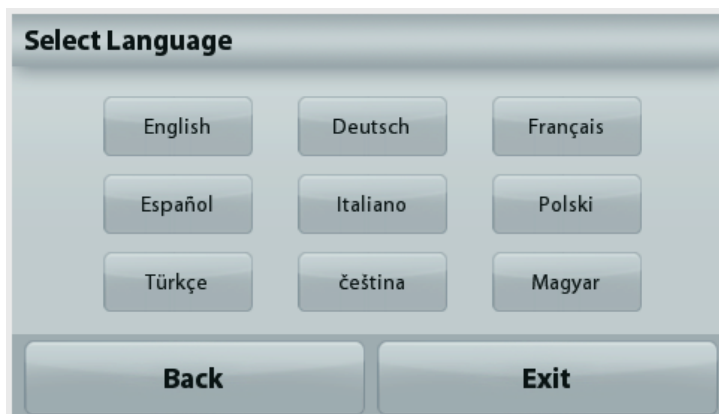 Select Language
English Deutsch Français
Español Italiano Polski
Türkçe čeština Magyar
Back Exit